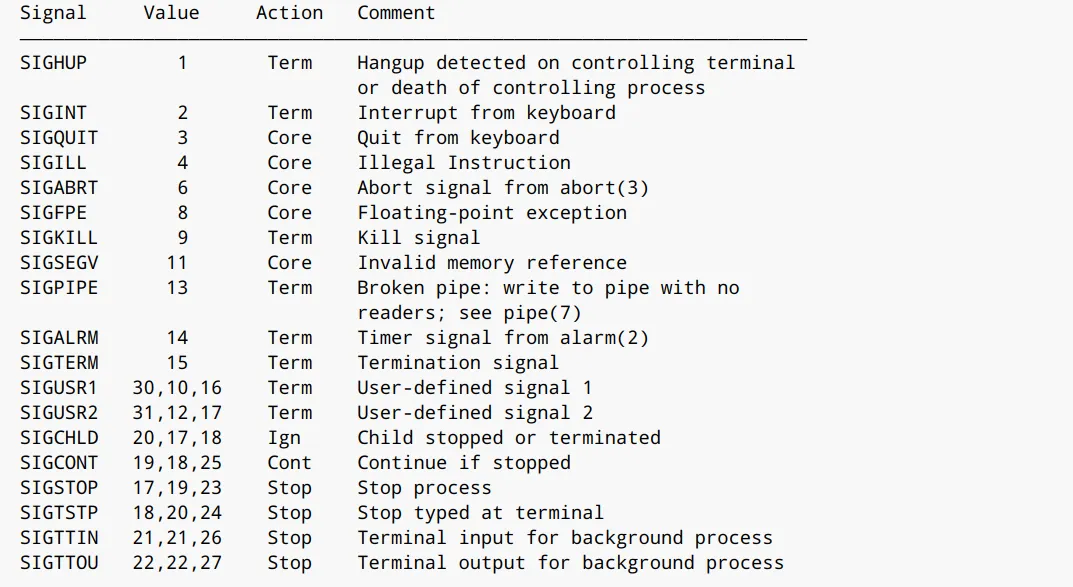 Signal     Value     Action   Comment
──────────────────────────────────────────────────────────────────────
SIGHUP        1       Term    Hangup detected on controlling terminal
                              or death of controlling process
SIGINT        2       Term    Interrupt from keyboard
SIGQUIT       3       Core    Quit from keyboard
SIGILL        4       Core    Illegal Instruction
SIGABRT       6       Core    Abort signal from abort(3)
SIGFPE        8       Core    Floating-point exception
SIGKILL       9       Term    Kill signal
SIGSEGV      11       Core    Invalid memory reference
SIGPIPE      13       Term    Broken pipe: write to pipe with no
                              readers; see pipe(7)
SIGALRM      14       Term    Timer signal from alarm(2)
SIGTERM      15       Term    Termination signal
SIGUSR1   30,10,16    Term    User-defined signal 1
SIGUSR2   31,12,17    Term    User-defined signal 2
SIGCHLD   20,17,18    Ign     Child stopped or terminated
SIGCONT   19,18,25    Cont    Continue if stopped
SIGSTOP   17,19,23    Stop    Stop process
SIGTSTP   18,20,24    Stop    Stop typed at terminal
SIGTTIN   21,21,26    Stop    Terminal input for background process
SIGTTOU   22,22,27    Stop    Terminal output for background process